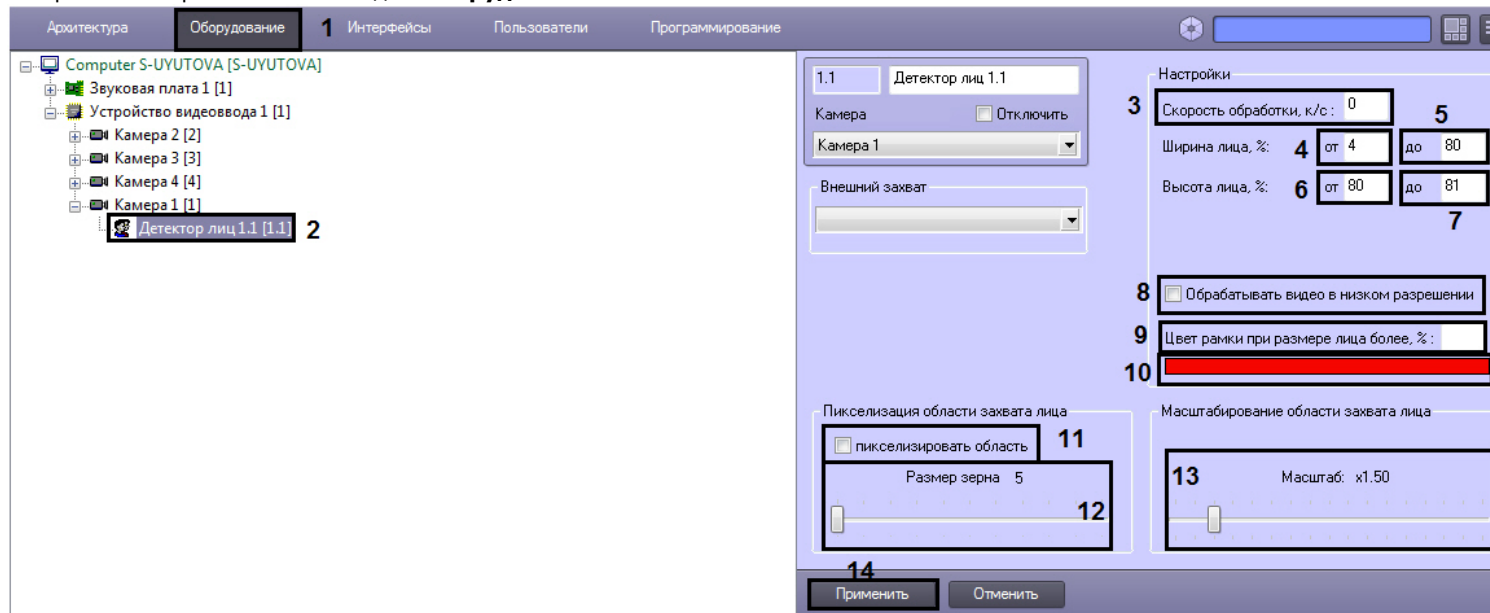 Архитектура Оборудование 1 Интерфейсы Пользователи Программирование
Computer S-UYUTOVA [S-UYUTOVA]
Звуковая плата 1 [1]
Устройство видеоввода 1 [1]
Камера 2 [2]
Камера 3 [3]
Камера 4 [4]
Камера 1 [1]
Детектор лиц 1.1 [1.1] 2
1.1 Детектор лиц 1.1
Камера Отключить
Камера 1
Внешний захват
Настройки
3 Скорость обработки, к/с : 0
5
Ширина лица, %: 4 от 4 до 80
Высота лица, %: 6 от 80 до 81
7
8 Обрабатывать видео в низком разрешении
9 Цвет рамки при размере лица более, % :
10
Пикселизация области захвата лица
пикселизировать область 11
Размер зерна 5
12
Масштабирование области захвата лица
13 Масштаб: x1.50
14
Применить Отменить